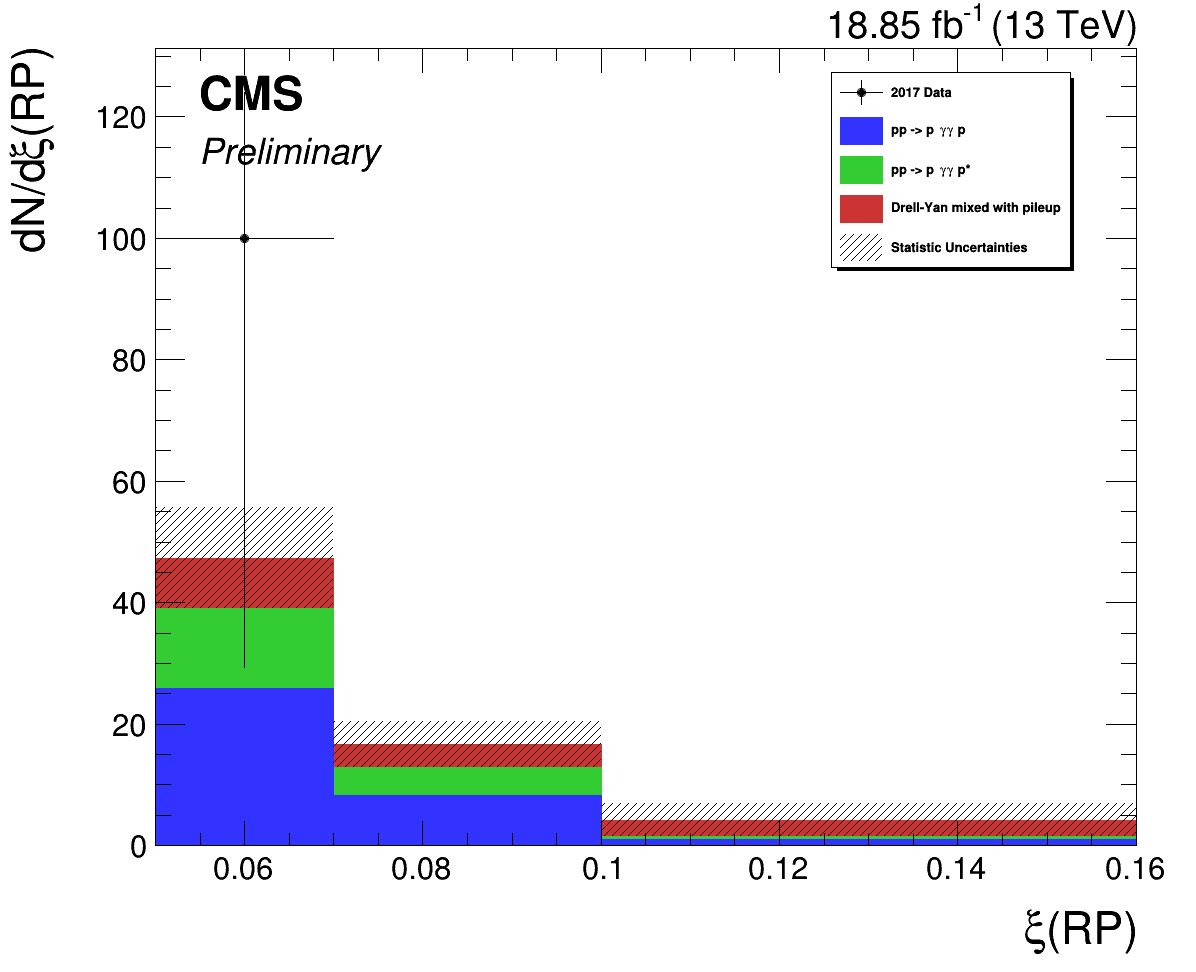 18.85 fb⁻¹ (13 TeV)
dN/dξ(RP)
CMS
Preliminary
2017 Data
pp -> p γγ p
pp -> p γγ p*
Drell-Yan mixed with pileup
Statistic Uncertainties
120
100
80
60
40
20
0
0.06 0.08 0.1 0.12 0.14 0.16
ξ(RP)